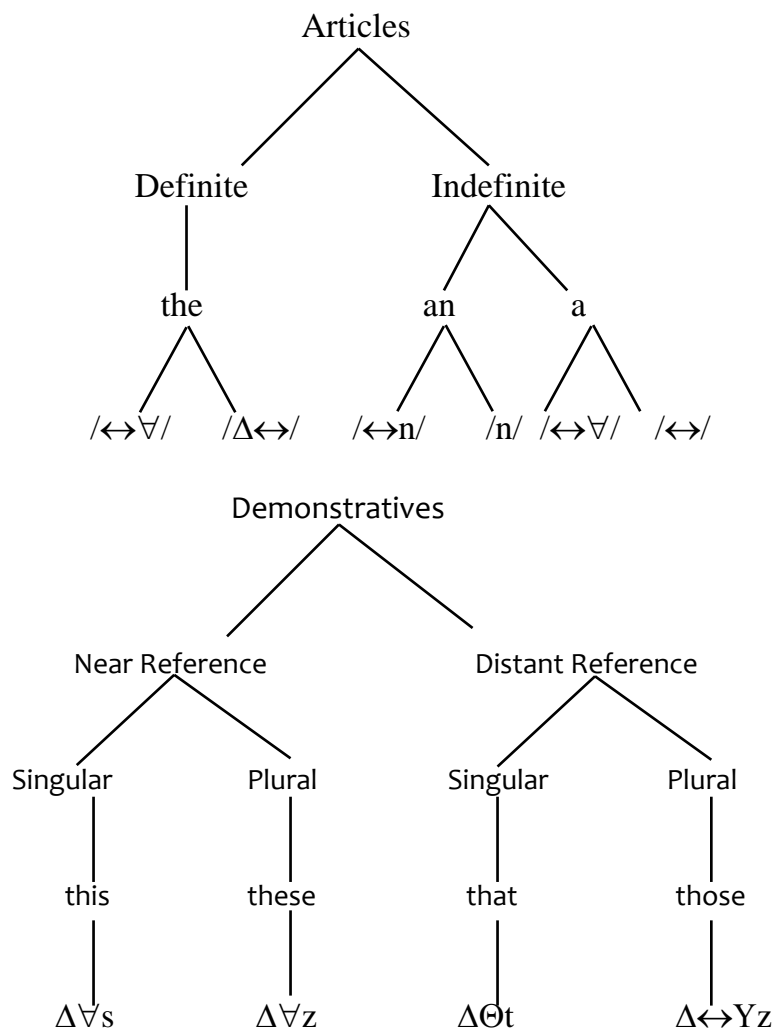 Articles
Definite Indefinite
the an a
/↔∀/ /Δ↔/ /↔n/ /n/ /↔∀/ /↔/
Demonstratives
Near Reference Distant Reference
Singular Plural Singular Plural
this these that those
Δ∀s Δ∀z ΔΘt Δ↔Yz